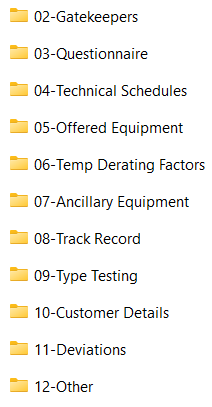 02-Gatekeepers
03-Questionnaire
04-Technical Schedules
05-Offered Equipment
06-Temp Derating Factors
07-Ancillary Equipment
08-Track Record
09-Type Testing
10-Customer Details
11-Deviations
12-Other